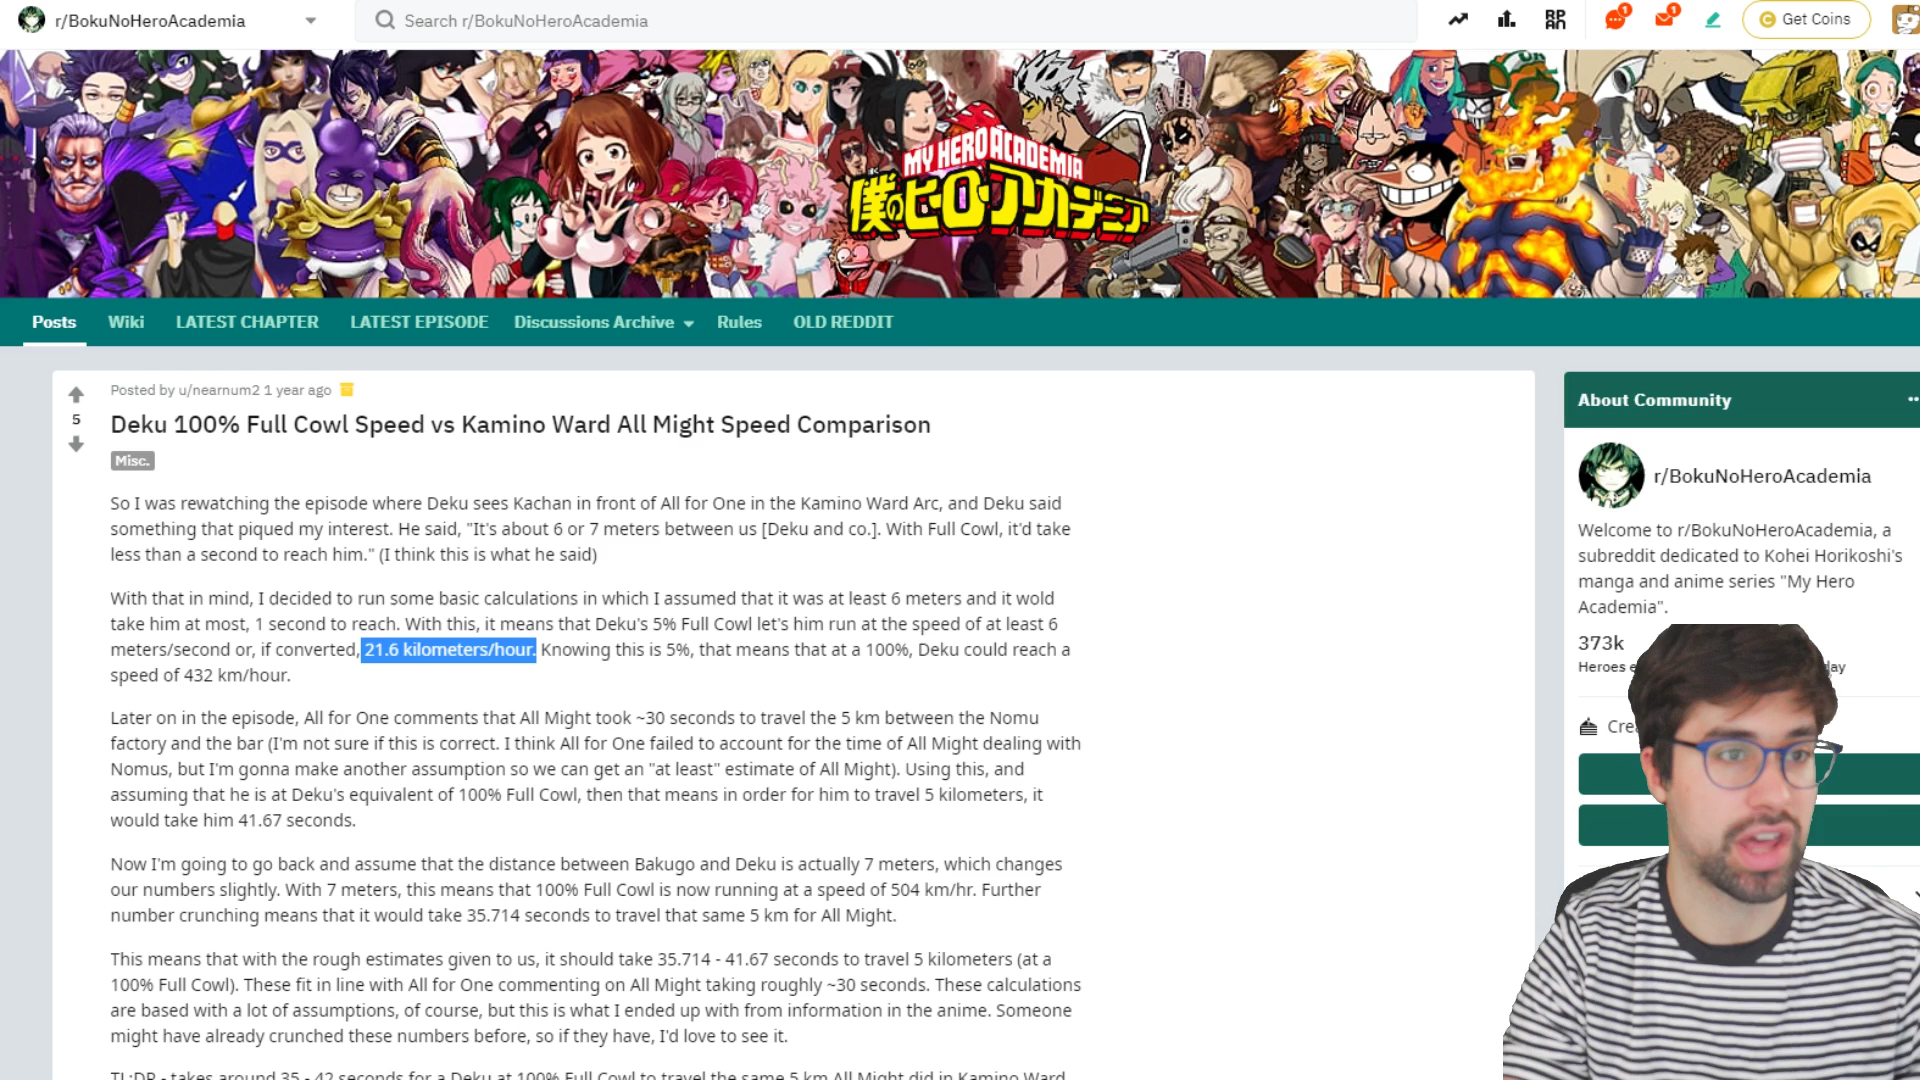 r/BokuNoHeroAcademia
Search r/BokuNoHeroAcademia
RP
AN
1
1
C Get Coins
MY HERO ACADEMIA
僕のヒーローアカデミア
Posts
Wiki
LATEST CHAPTER
LATEST EPISODE
Discussions Archive
Rules
OLD REDDIT
5
Posted by u/nearnum2 1 year ago
Deku 100% Full Cowl Speed vs Kamino Ward All Might Speed Comparison
Misc.
So I was rewatching the episode where Deku sees Kachan in front of All for One in the Kamino Ward Arc, and Deku said
something that piqued my interest. He said, "It's about 6 or 7 meters between us [Deku and co.]. With Full Cowl, it'd take
less than a second to reach him." (I think this is what he said)
With that in mind, I decided to run some basic calculations in which I assumed that it was at least 6 meters and it wold
take him at most, 1 second to reach. With this, it means that Deku's 5% Full Cowl let's him run at the speed of at least 6
meters/second or, if converted, 21.6 kilometers/hour. Knowing this is 5%, that means that at a 100%, Deku could reach a
speed of 432 km/hour.
Later on in the episode, All for One comments that All Might took ~30 seconds to travel the 5 km between the Nomu
factory and the bar (I'm not sure if this is correct. I think All for One failed to account for the time of All Might dealing with
Nomus, but I'm gonna make another assumption so we can get an "at least" estimate of All Might). Using this, and
assuming that he is at Deku's equivalent of 100% Full Cowl, then that means in order for him to travel 5 kilometers, it
would take him 41.67 seconds.
Now I'm going to go back and assume that the distance between Bakugo and Deku is actually 7 meters, which changes
our numbers slightly. With 7 meters, this means that 100% Full Cowl is now running at a speed of 504 km/hr. Further
number crunching means that it would take 35.714 seconds to travel that same 5 km for All Might.
This means that with the rough estimates given to us, it should take 35.714 - 41.67 seconds to travel 5 kilometers (at a
100% Full Cowl). These fit in line with All for One commenting on All Might taking roughly ~30 seconds. These calculations
are based with a lot of assumptions, of course, but this is what I ended up with from information in the anime. Someone
might have already crunched these numbers before, so if they have, I'd love to see it.
TL;DR - takes around 35 - 42 seconds for a Deku at 100% Full Cowl to travel the same 5 km All Might did in Kamino Ward
About Community
r/BokuNoHeroAcademia
Welcome to r/BokuNoHeroAcademia, a
subreddit dedicated to Kohei Horikoshi's
manga and anime series "My Hero
Academia".
373k
Heroes